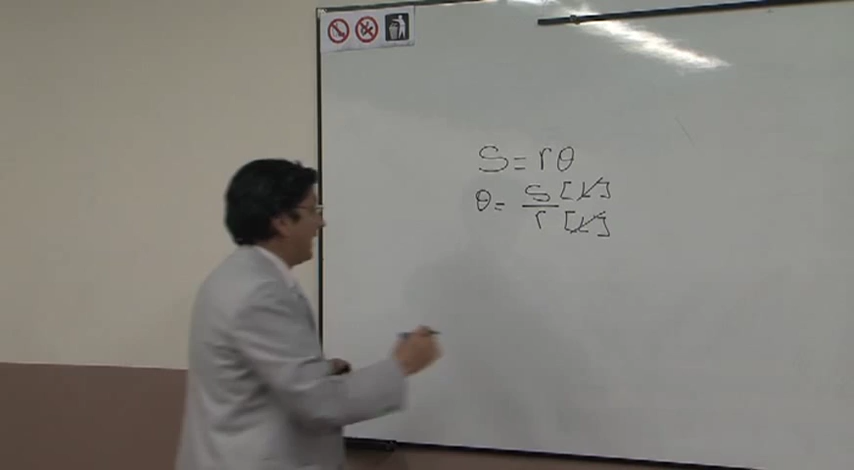 S = rθ
θ = S [L] / r [L]